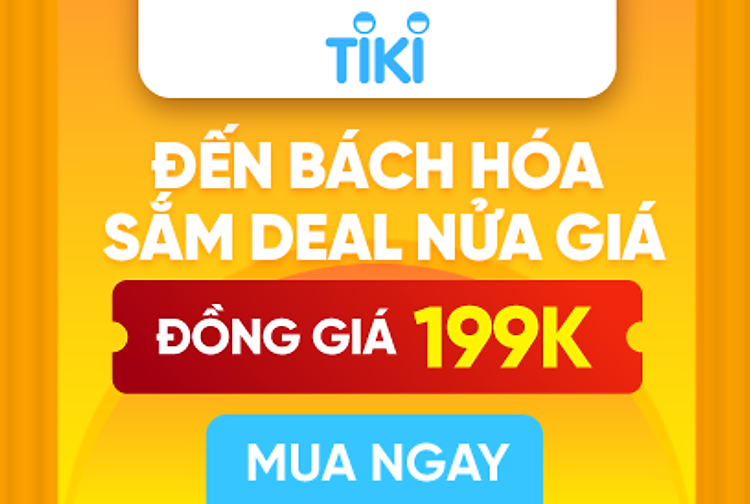 TIKI
ĐẾN BÁCH HÓA
SẮM DEAL NỬA GIÁ
ĐỒNG GIÁ 199K
MUA NGAY